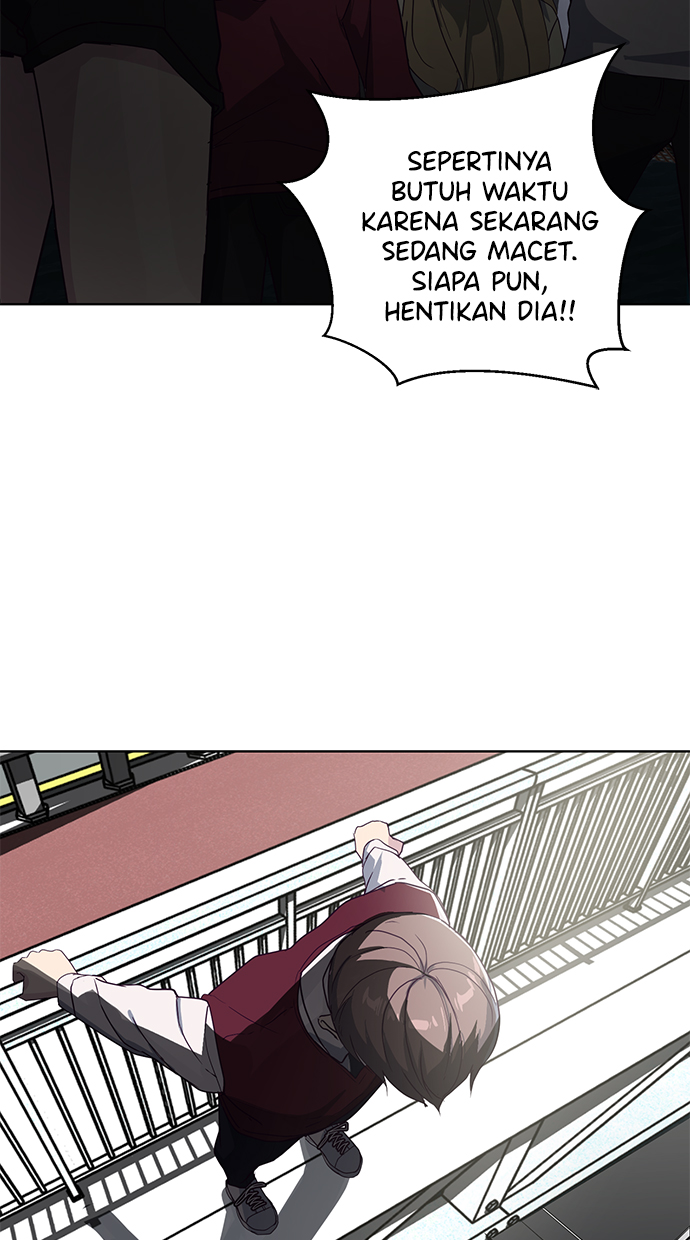 SEPERTINYA
BUTUH WAKTU
KARENA SEKARANG
SEDANG MACET.
SIAPA PUN,
HENTIKAN DIA!!